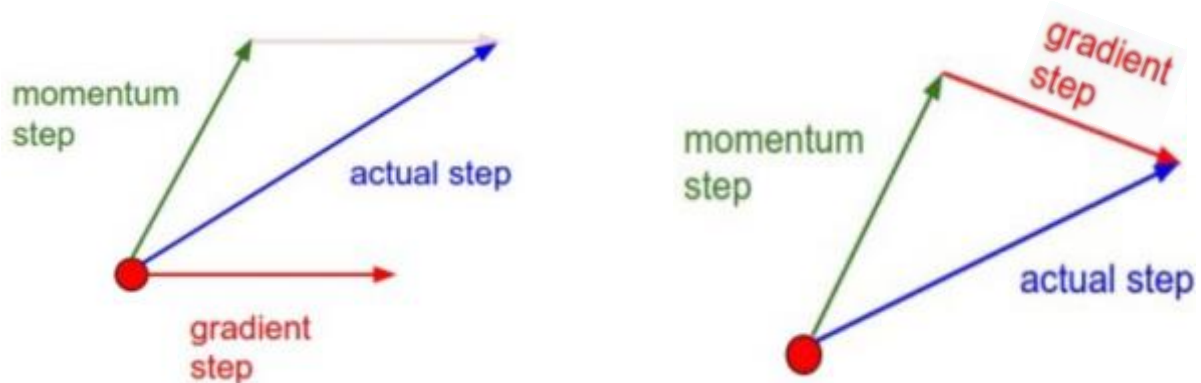 momentum
step
actual step
gradient
step
gradient
step
momentum
step
actual step